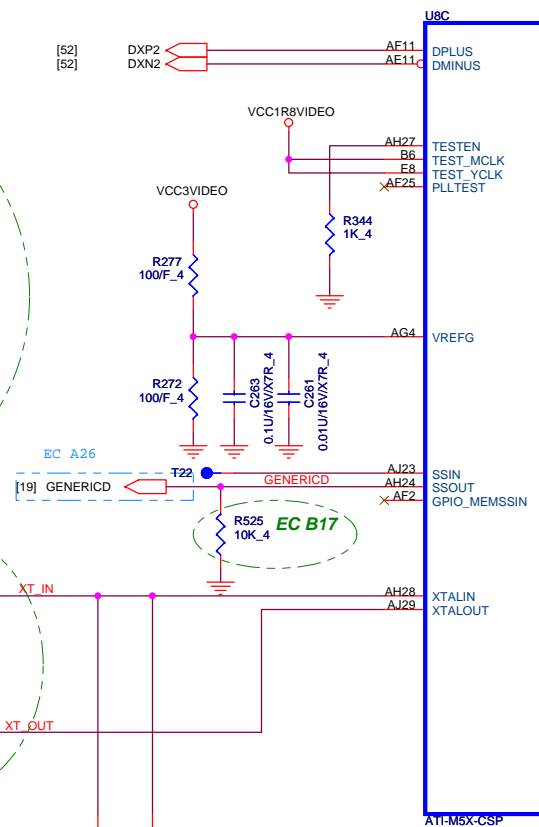 U8C
[52] DXP2 AF11 DPLUS
[52] DXN2 AE11 DMINUS
VCC1R8VIDEO
AH27 TESTEN
B6 TEST_MCLK
E8 TEST_YCLK
AF25 PLLTEST
VCC3VIDEO
R344
1K_4
R277
100/F_4
AG4 VREFG
R272
100/F_4
C263
0.1U/16V/X7R_4
C261
0.01U/16V/X7R_4
EC A26
T22 AJ23 SSIN
[19] GENERICD GENERICD AH24 SSOUT
AF2 GPIO_MEMSSIN
R525
10K_4
EC B17
XT_IN AH28 XTALIN
AJ29 XTALOUT
XT_OUT
ATI-M5X-CSP